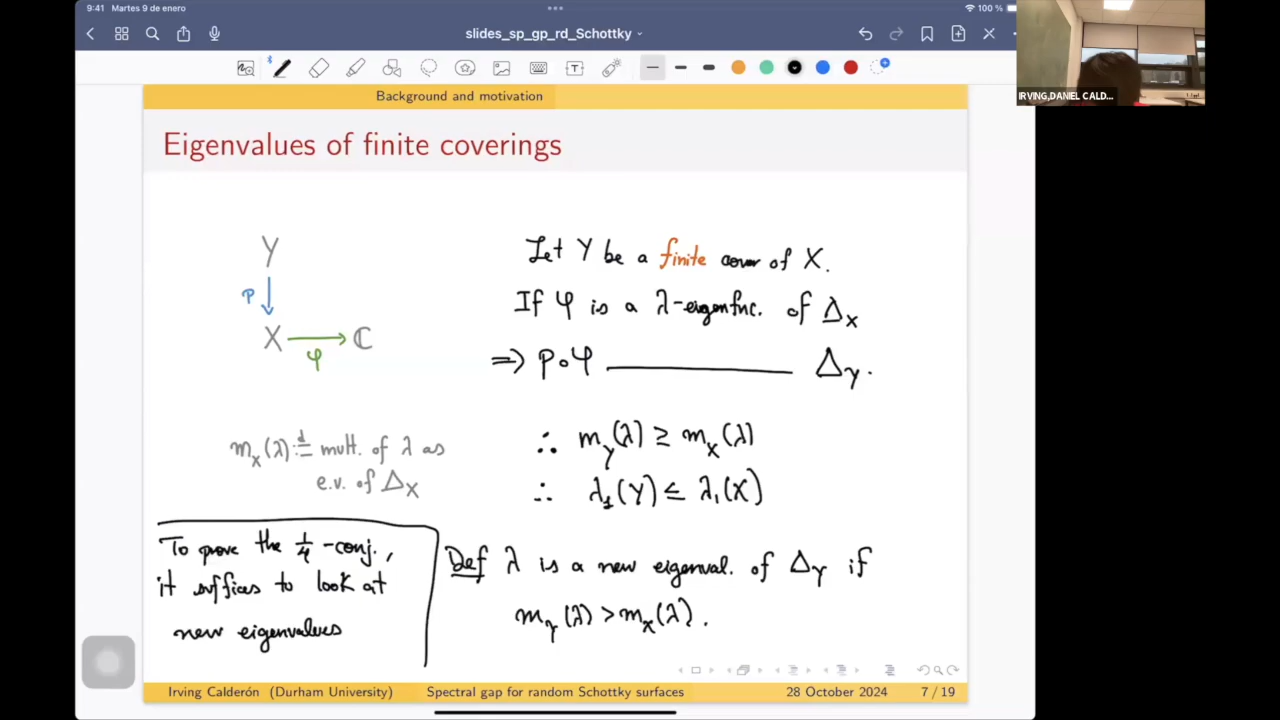 9:41 Martes 9 de enero
100 %
slides_sp_gp_rd_Schottky
IRVING,DANIEL CALD...
Background and motivation
Eigenvalues of finite coverings
Y
p
X → ℂ
φ
Let Y be a finite cover of X.
If φ is a λ-eigenfnc. of Δ_X
⇒ p∘φ ________ Δ_Y.
m_X(λ) :≝ mult. of λ as
e.v. of Δ_X
∴ m_Y(λ) ≥ m_X(λ)
∴ λ_1(Y) ≤ λ_1(X)
To prove the 1/4-conj.,
it suffices to look at
new eigenvalues
Def λ is a new eigenval. of Δ_Y if
m_Y(λ) > m_X(λ).
Irving Calderón (Durham University) Spectral gap for random Schottky surfaces 28 October 2024 7 / 19